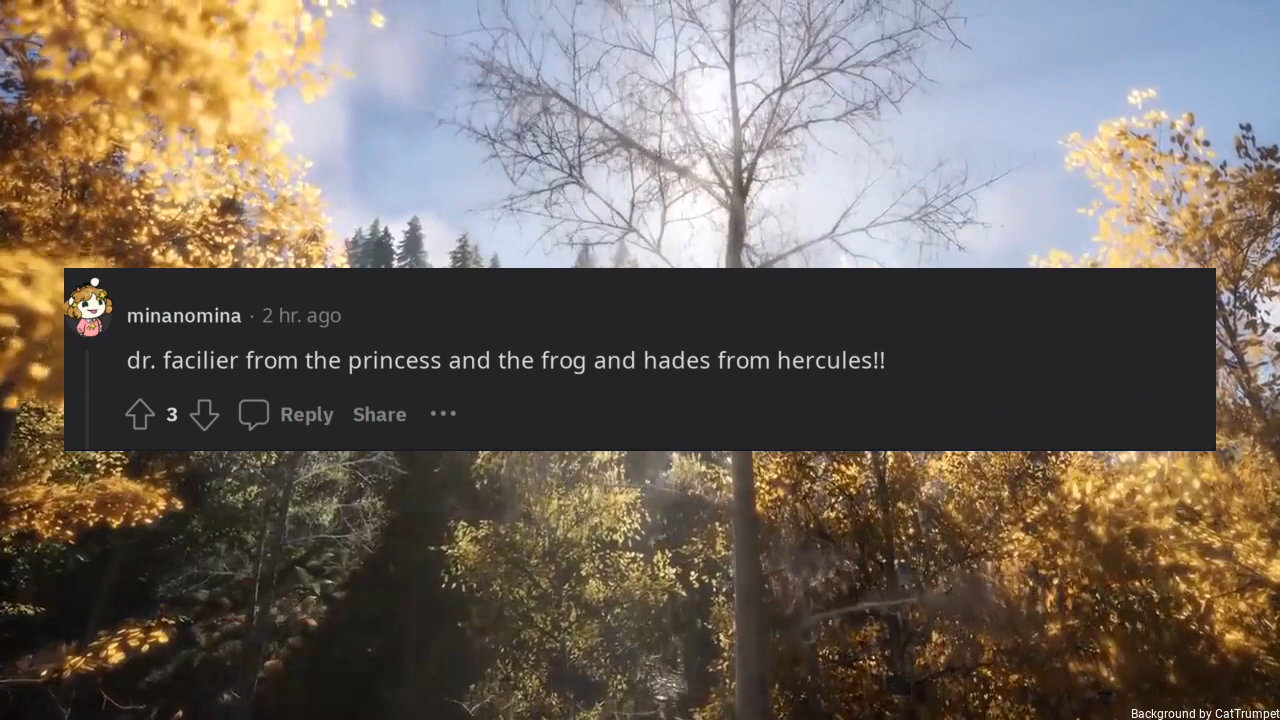 minanomina · 2 hr. ago
dr. facilier from the princess and the frog and hades from hercules!!
3 Reply Share ···
Background by CatTrumpet